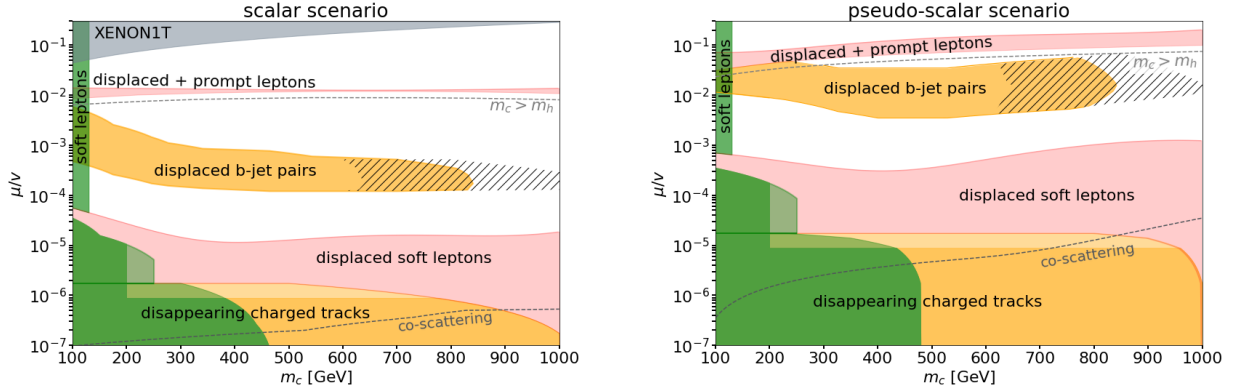 scalar scenario
XENON1T
displaced + prompt leptons
m_c > m_h
soft leptons
displaced b-jet pairs
displaced soft leptons
disappearing charged tracks
co-scattering
μ/v
10⁻¹
10⁻²
10⁻³
10⁻⁴
10⁻⁵
10⁻⁶
10⁻⁷
100 200 300 400 500 600 700 800 900 1000
m_c [GeV]
pseudo-scalar scenario
displaced + prompt leptons
m_c > m_h
soft leptons
displaced b-jet pairs
displaced soft leptons
co-scattering
disappearing charged tracks
μ/v
10⁻¹
10⁻²
10⁻³
10⁻⁴
10⁻⁵
10⁻⁶
10⁻⁷
100 200 300 400 500 600 700 800 900 1000
m_c [GeV]